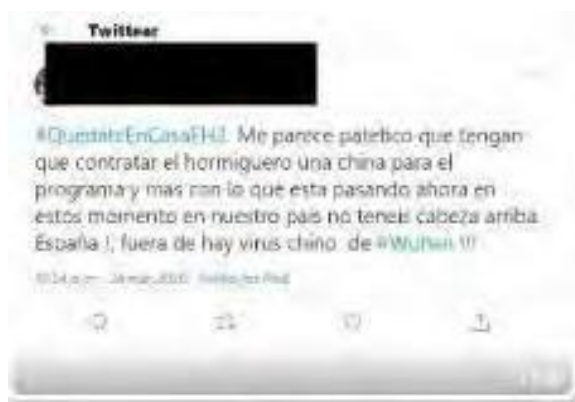 Twittear
#QuedateEnCasaEH2 Me parece patetico que tengan
que contratar el hormiguero una china para el
programa y mas con lo que esta pasando ahora en
estos momento en nuestro pais no teneis cabeza arriba
España !, fuera de hay virus chino de #Wuhan !!!